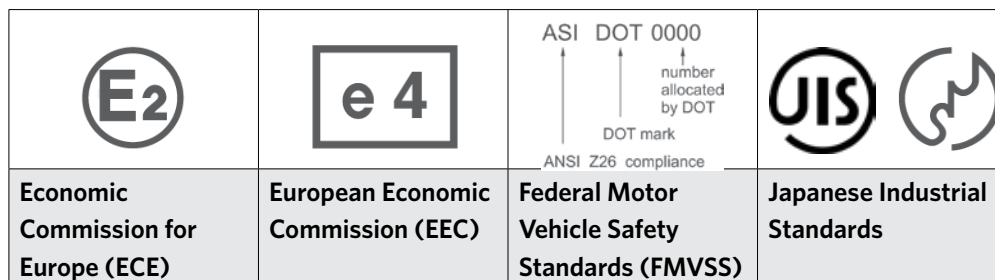 E2
e 4
ASI DOT 0000
number
allocated
by DOT
DOT mark
ANSI Z26 compliance
JIS
Economic
Commission for
Europe (ECE)
European Economic
Commission (EEC)
Federal Motor
Vehicle Safety
Standards (FMVSS)
Japanese Industrial
Standards